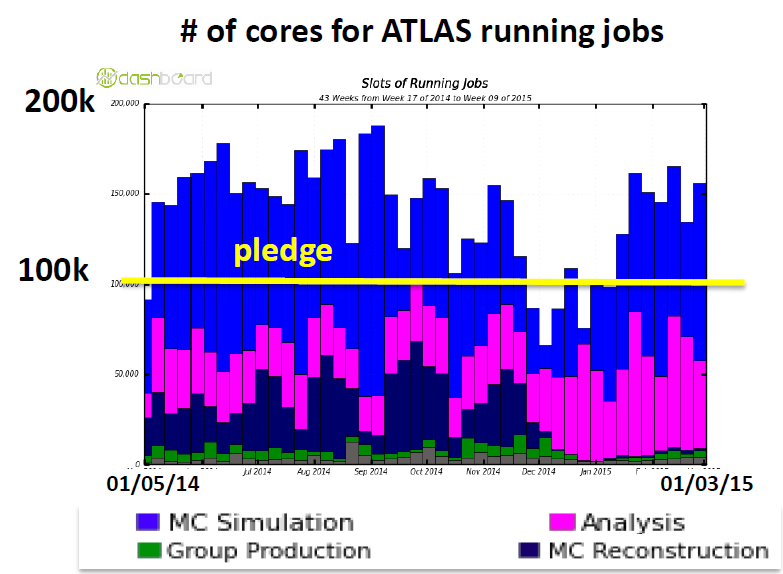 # of cores for ATLAS running jobs
dashboard
Slots of Running Jobs
43 Weeks from Week 17 of 2014 to Week 09 of 2015
200k
200,000
150,000
pledge
100k
100,000
50,000
0
Jul 2014 Aug 2014 Sep 2014 Oct 2014 Nov 2014 Dec 2014 Jan 2015
01/05/14 01/03/15
MC Simulation Analysis
Group Production MC Reconstruction